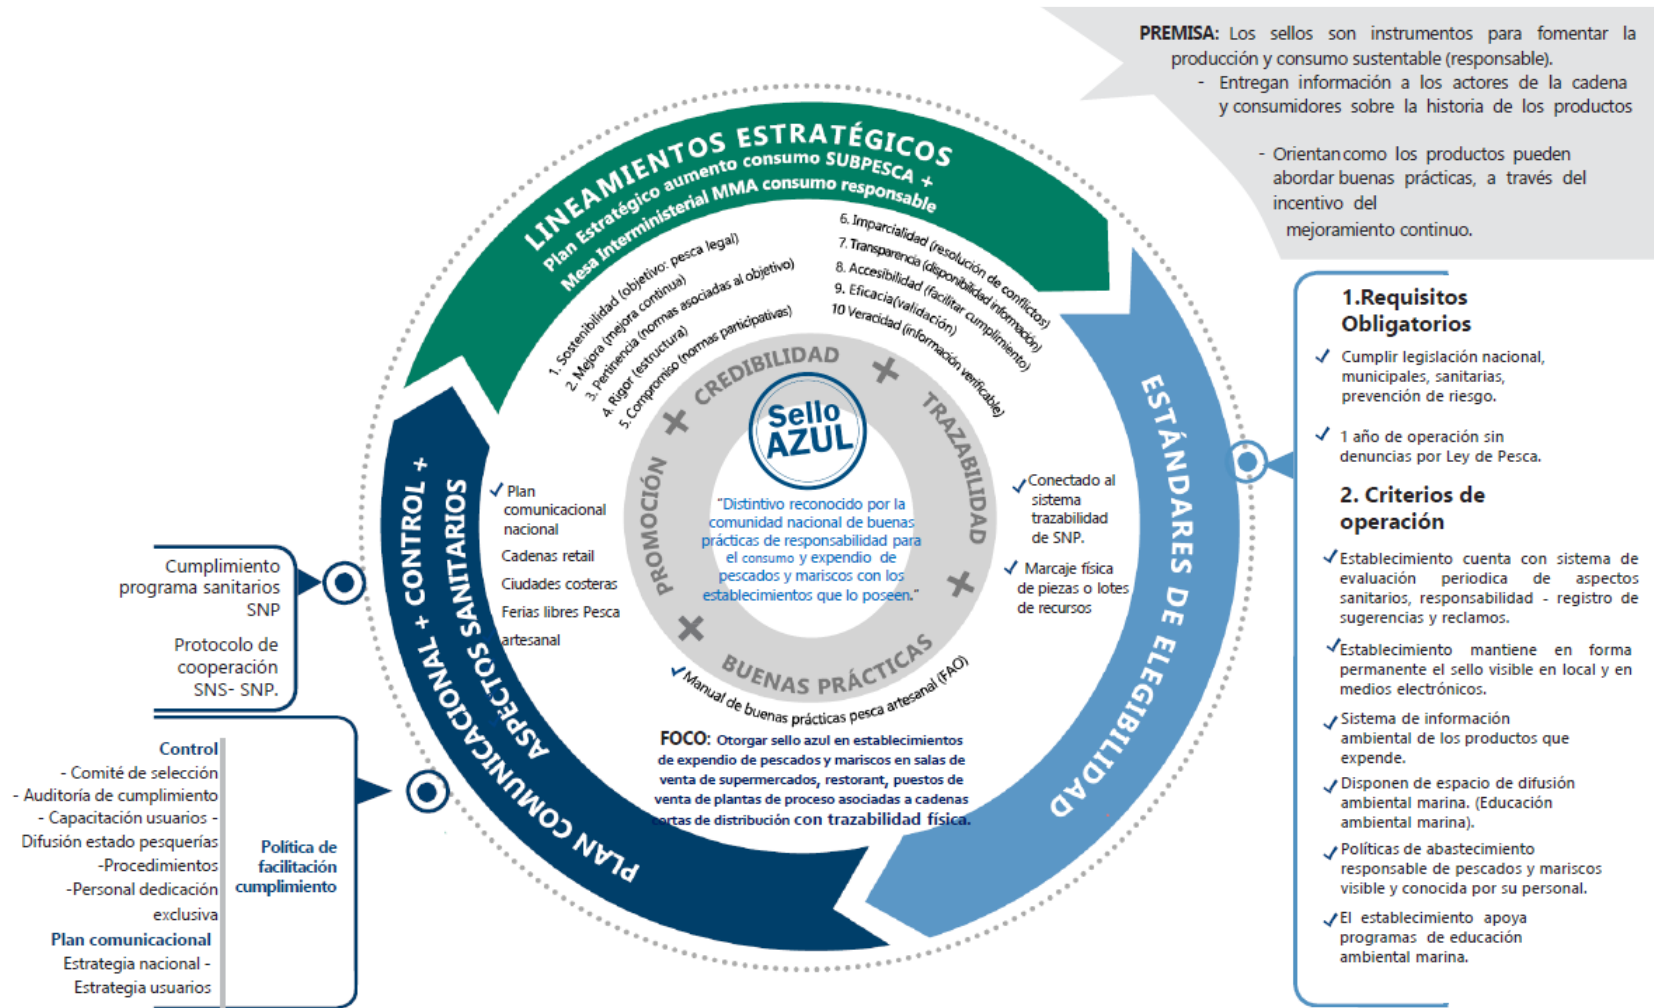 PREMISA: Los sellos son instrumentos para fomentar la
producción y consumo sustentable (responsable).
- Entregan información a los actores de la cadena
y consumidores sobre la historia de los productos
- Orientan como los productos pueden
abordar buenas prácticas, a través del
incentivo del
mejoramiento continuo.
LINEAMIENTOS ESTRATÉGICOS
Plan Estratégico aumento consumo SUBPESCA +
Mesa Interministerial MMA consumo responsable
1. Sostenibilidad (objetivo: pesca legal)
2. Mejora (mejora continua)
3. Pertinencia (normas asociadas al objetivo)
4. Rigor (estructura)
5. Compromiso (normas participativas)
6. Imparcialidad (resolución de conflictos)
7. Transparencia (disponibilidad información)
8. Accesibilidad (facilitar cumplimiento)
9. Eficacia(validación)
10 Veracidad (información verificable)
CREDIBILIDAD
+
TRAZABILIDAD
+
BUENAS PRÁCTICAS
+
PROMOCIÓN
+
Sello
AZUL
"Distintivo reconocido por la
comunidad nacional de buenas
prácticas de responsabilidad para
el consumo y expendio de
pescados y mariscos con los
establecimientos que lo poseen."
✓ Plan
comunicacional
nacional
Cadenas retail
Ciudades costeras
Ferias libres Pesca
artesanal
✓ Conectado al
sistema
trazabilidad
de SNP.
✓ Marcaje física
de piezas o lotes
de recursos
✓ Manual de buenas prácticas pesca artesanal (FAO)
FOCO: Otorgar sello azul en establecimientos
de expendio de pescados y mariscos en salas de
venta de supermercados, restorant, puestos de
venta de plantas de proceso asociadas a cadenas
cortas de distribución con trazabilidad física.
ESTÁNDARES DE ELEGIBILIDAD
PLAN COMUNICACIONAL + CONTROL +
ASPECTOS SANITARIOS
1.Requisitos
Obligatorios
✓ Cumplir legislación nacional,
municipales, sanitarias,
prevención de riesgo.
✓ 1 año de operación sin
denuncias por Ley de Pesca.
2. Criterios de
operación
✓ Establecimiento cuenta con sistema de
evaluación periodica de aspectos
sanitarios, responsabilidad - registro de
sugerencias y reclamos.
✓ Establecimiento mantiene en forma
permanente el sello visible en local y en
medios electrónicos.
✓ Sistema de información
ambiental de los productos que
expende.
✓ Disponen de espacio de difusión
ambiental marina. (Educación
ambiental marina).
✓ Políticas de abastecimiento
responsable de pescados y mariscos
visible y conocida por su personal.
✓ El establecimiento apoya
programas de educación
ambiental marina.
Cumplimiento
programa sanitarios
SNP
Protocolo de
cooperación
SNS- SNP.
Control
- Comité de selección
- Auditoría de cumplimiento
- Capacitación usuarios -
Difusión estado pesquerías
-Procedimientos
-Personal dedicación
exclusiva
Plan comunicacional
Estrategia nacional -
Estrategia usuarios
Política de
facilitación
cumplimiento